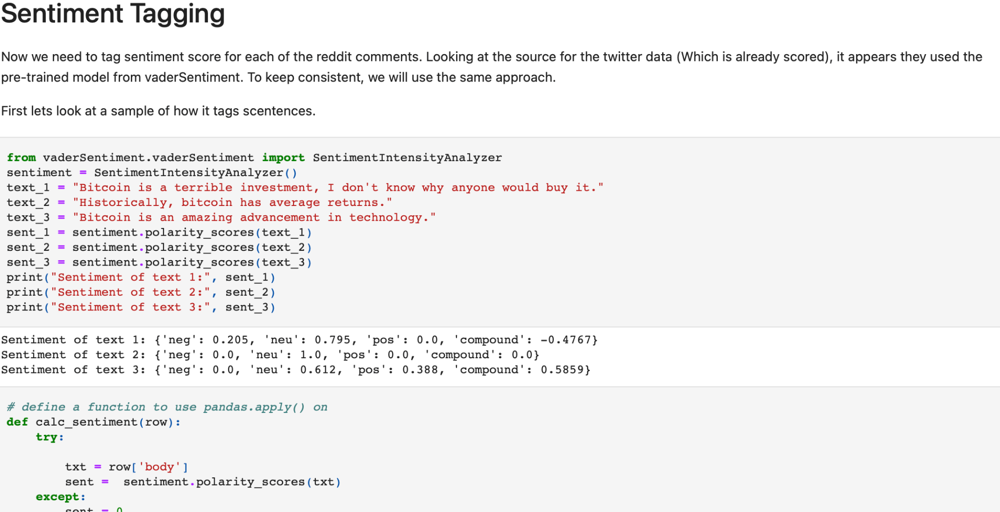 Sentiment Tagging
Now we need to tag sentiment score for each of the reddit comments. Looking at the source for the twitter data (Which is already scored), it appears they used the
pre-trained model from vaderSentiment. To keep consistent, we will use the same approach.
First lets look at a sample of how it tags scentences.
from vaderSentiment.vaderSentiment import SentimentIntensityAnalyzer
sentiment = SentimentIntensityAnalyzer()
text_1 = "Bitcoin is a terrible investment, I don't know why anyone would buy it."
text_2 = "Historically, bitcoin has average returns."
text_3 = "Bitcoin is an amazing advancement in technology."
sent_1 = sentiment.polarity_scores(text_1)
sent_2 = sentiment.polarity_scores(text_2)
sent_3 = sentiment.polarity_scores(text_3)
print("Sentiment of text 1:", sent_1)
print("Sentiment of text 2:", sent_2)
print("Sentiment of text 3:", sent_3)
Sentiment of text 1: {'neg': 0.205, 'neu': 0.795, 'pos': 0.0, 'compound': -0.4767}
Sentiment of text 2: {'neg': 0.0, 'neu': 1.0, 'pos': 0.0, 'compound': 0.0}
Sentiment of text 3: {'neg': 0.0, 'neu': 0.612, 'pos': 0.388, 'compound': 0.5859}
# define a function to use pandas.apply() on
def calc_sentiment(row):
    try:
        txt = row['body']
        sent =  sentiment.polarity_scores(txt)
    except:
        sent = 0